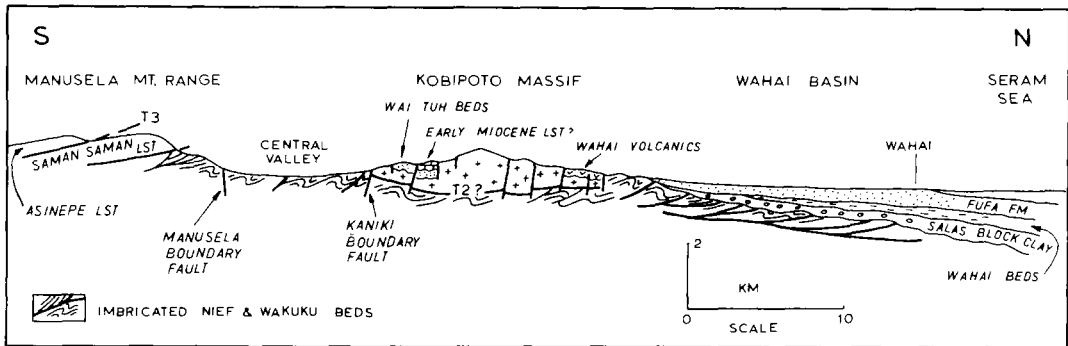 S
N
MANUSELA MT. RANGE
KOBIPOTO MASSIF
WAHAI BASIN
SERAM
SEA
WAI TUH BEDS
EARLY MIOCENE LST?
T3
SAMAN SAMAN LST
CENTRAL
VALLEY
WAHAI VOLCANICS
WAHAI
T2?
ASINEPE LST
MANUSELA
BOUNDARY
FAULT
KANIKI
BOUNDARY
FAULT
FUFA FM
SALAS BLOCK CLAY
WAHAI BEDS
2
KM
0
10
SCALE
IMBRICATED NIEF & WAKUKU BEDS